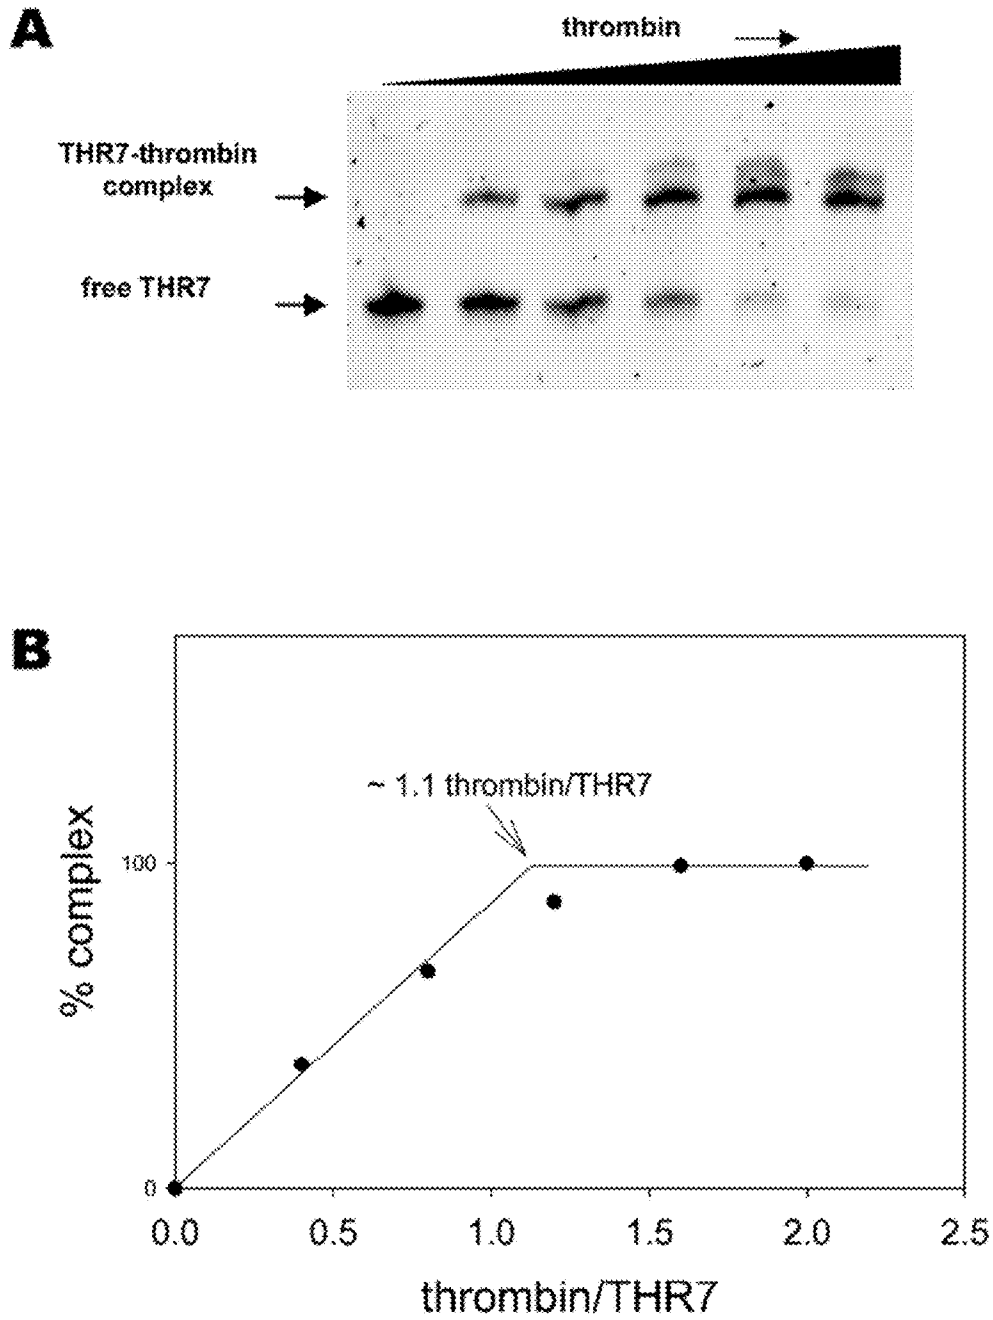 A
thrombin
THR7-thrombin
complex
free THR7
B
~ 1.1 thrombin/THR7
100
% complex
0
0.0 0.5 1.0 1.5 2.0 2.5
thrombin/THR7